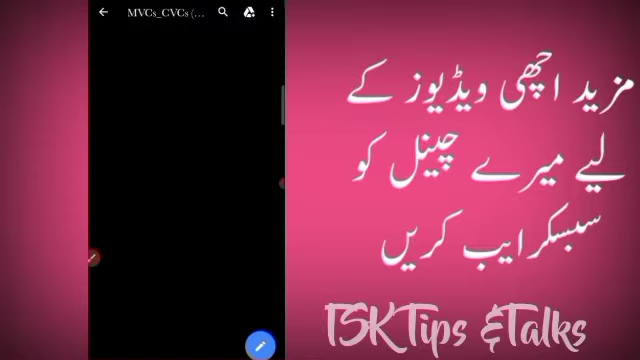 MVCs_CVCs (...
مزید اچھی ویڈیوز کے
لیے میرے چینل کو
سبسکرایب کریں
TSK Tips &Talks